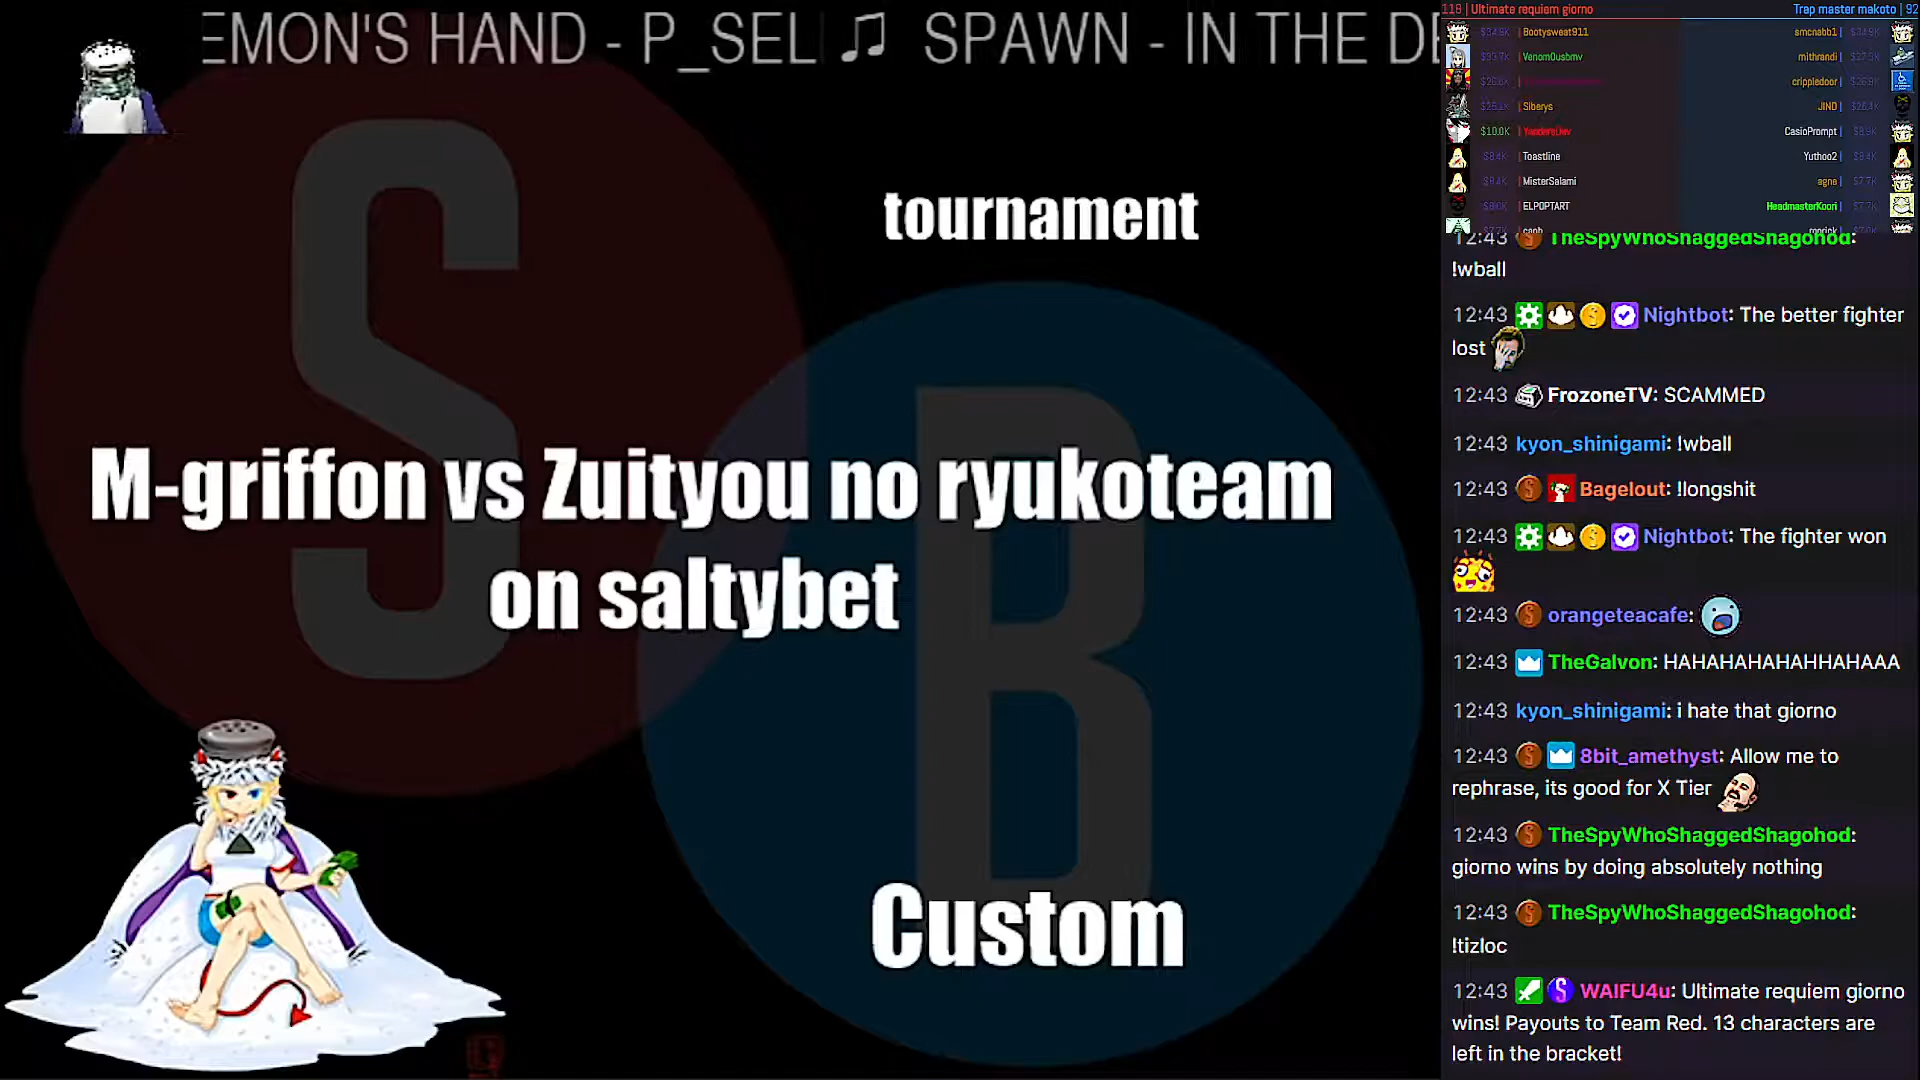 EMON'S HAND - P_SEL ♫ SPAWN - IN THE DE
S
B
tournament
M-griffon vs Zuityou no ryukoteam
on saltybet
Custom
118 | Ultimate requiem giorno
Trap master makoto | 92
| Bootysweat911
smcnabb1 |
| VenomOusbmv
mithrandi |
crippledoor |
| Siberys
JIND |
$10.0K
CasioPrompt |
| Toastline
Yuthoo2 |
| MisterSalami
agna |
| ELPOPTART
HeadmasterKoori |
12:43 TheSpyWhoShaggedShagohod:
!wball
12:43 Nightbot: The better fighter
lost
12:43 FrozoneTV: SCAMMED
12:43 kyon_shinigami: !wball
12:43 Bagelout: !longshit
12:43 Nightbot: The fighter won
12:43 orangeteacafe:
12:43 TheGalvon: HAHAHAHAHAHHAHAAA
12:43 kyon_shinigami: i hate that giorno
12:43 8bit_amethyst: Allow me to
rephrase, its good for X Tier
12:43 TheSpyWhoShaggedShagohod:
giorno wins by doing absolutely nothing
12:43 TheSpyWhoShaggedShagohod:
!tizloc
12:43 WAIFU4u: Ultimate requiem giorno
wins! Payouts to Team Red. 13 characters are
left in the bracket!